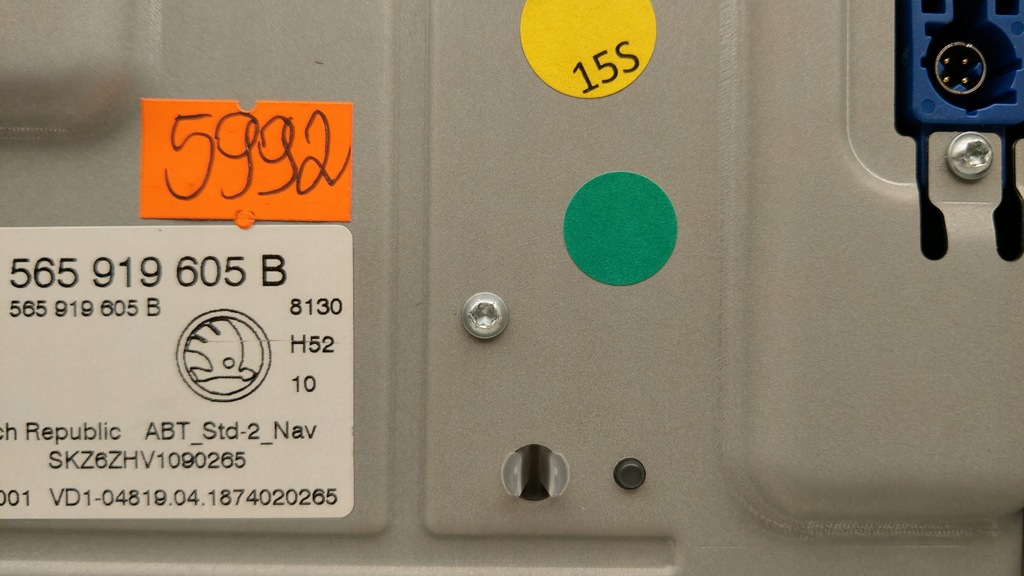 15S
5992
565 919 605 B
565 919 605 B 8130
H52
10
ch Republic ABT_Std-2_Nav
SKZ6ZHV1090265
001 VD1-04819.04.1874020265